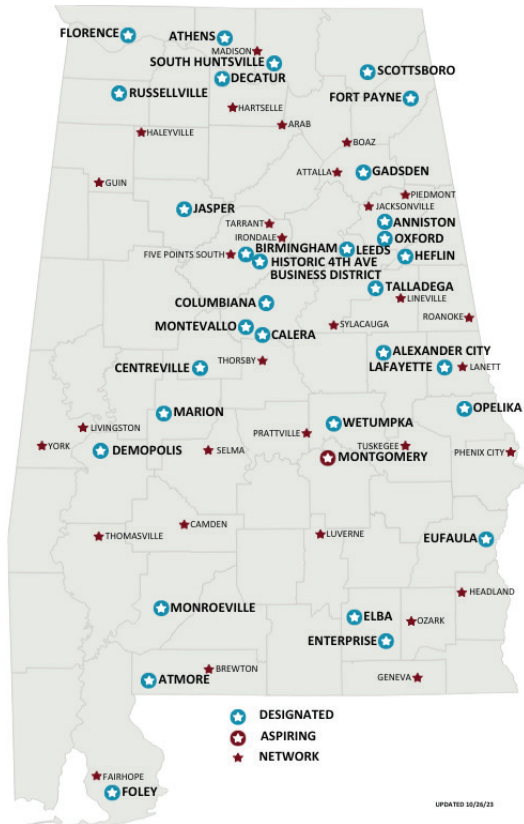 FLORENCE
ATHENS
MADISON
SOUTH HUNTSVILLE
DECATUR
SCOTTSBORO
RUSSELLVILLE
FORT PAYNE
HARTSELLE
ARAB
HALEYVILLE
BOAZ
ATTALLA
GADSDEN
GUIN
PIEDMONT
JACKSONVILLE
JASPER
ANNISTON
TARRANT
IRONDALE
OXFORD
BIRMINGHAM
LEEDS
FIVE POINTS SOUTH
HEFLIN
HISTORIC 4TH AVE
BUSINESS DISTRICT
TALLADEGA
LINEVILLE
COLUMBIANA
ROANOKE
MONTEVALLO
SYLACAUGA
CALERA
ALEXANDER CITY
THORSBY
LAFAYETTE
LANETT
CENTREVILLE
MARION
OPELIKA
WETUMPKA
LIVINGSTON
PRATTVILLE
YORK
TUSKEGEE
DEMOPOLIS
SELMA
PHENIX CITY
MONTGOMERY
CAMDEN
THOMASVILLE
LUVERNE
EUFAULA
HEADLAND
MONROEVILLE
ELBA
OZARK
ENTERPRISE
BREWTON
GENEVA
ATMORE
DESIGNATED
ASPIRING
NETWORK
FAIRHOPE
FOLEY
UPDATED 10/26/23